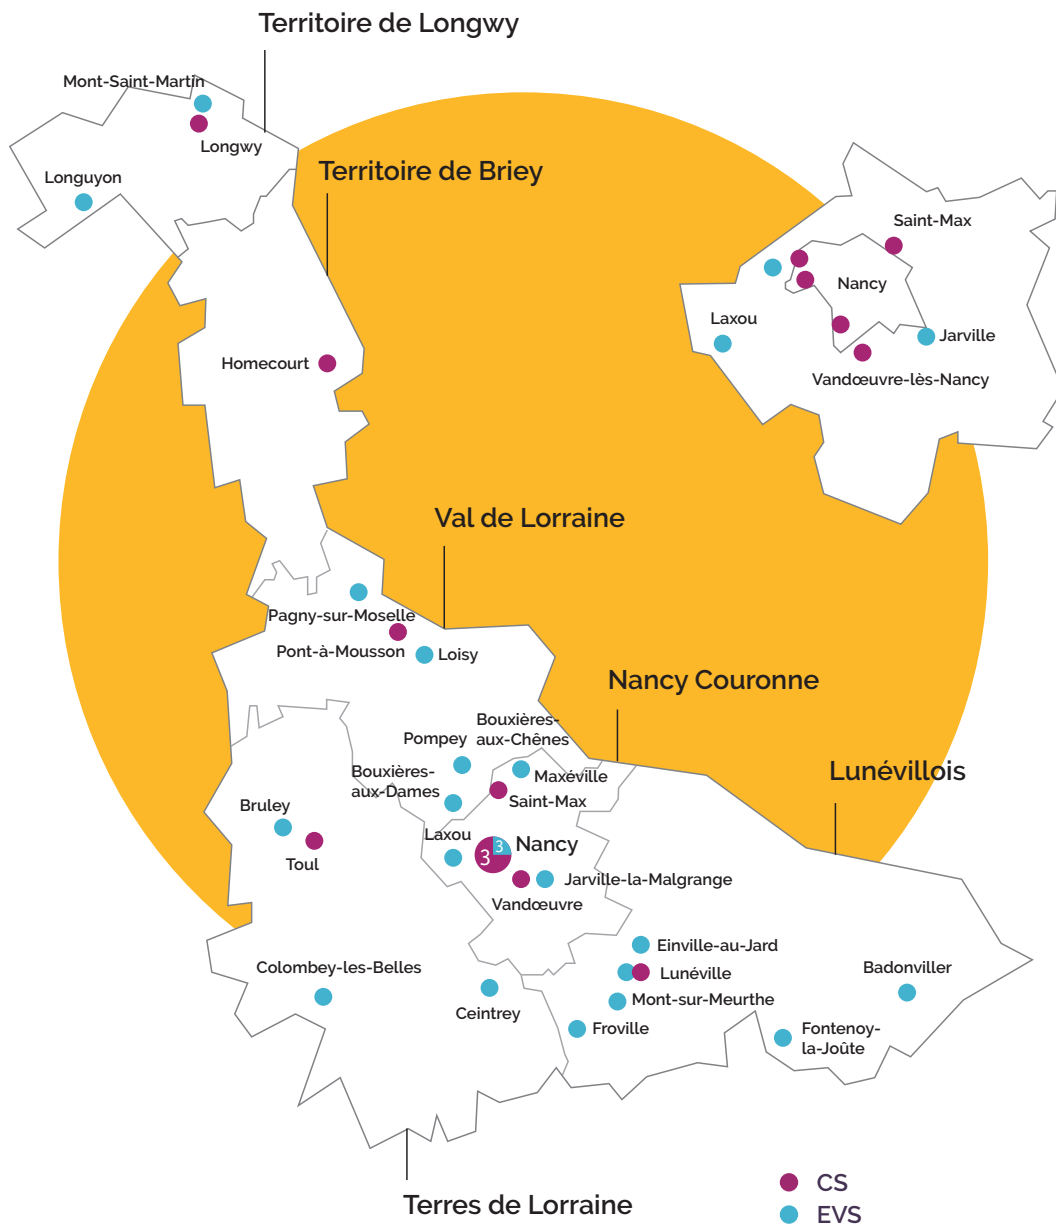 Territoire de Longwy
Mont-Saint-Martin
Longwy
Longuyon
Territoire de Briey
Saint-Max
Nancy
Laxou
Jarville
Vandœuvre-lès-Nancy
Homecourt
Val de Lorraine
Pagny-sur-Moselle
Pont-à-Mousson
Loisy
Nancy Couronne
Bouxières-
aux-Chênes
Pompey
Maxéville
Bouxières-
aux-Dames
Saint-Max
Lunévillois
Bruley
Toul
Laxou
3
3
Nancy
Jarville-la-Malgrange
Vandœuvre
Einville-au-Jard
Lunéville
Mont-sur-Meurthe
Froville
Badonviller
Fontenoy-
la-Joûte
Colombey-les-Belles
Ceintrey
Terres de Lorraine
CS
EVS